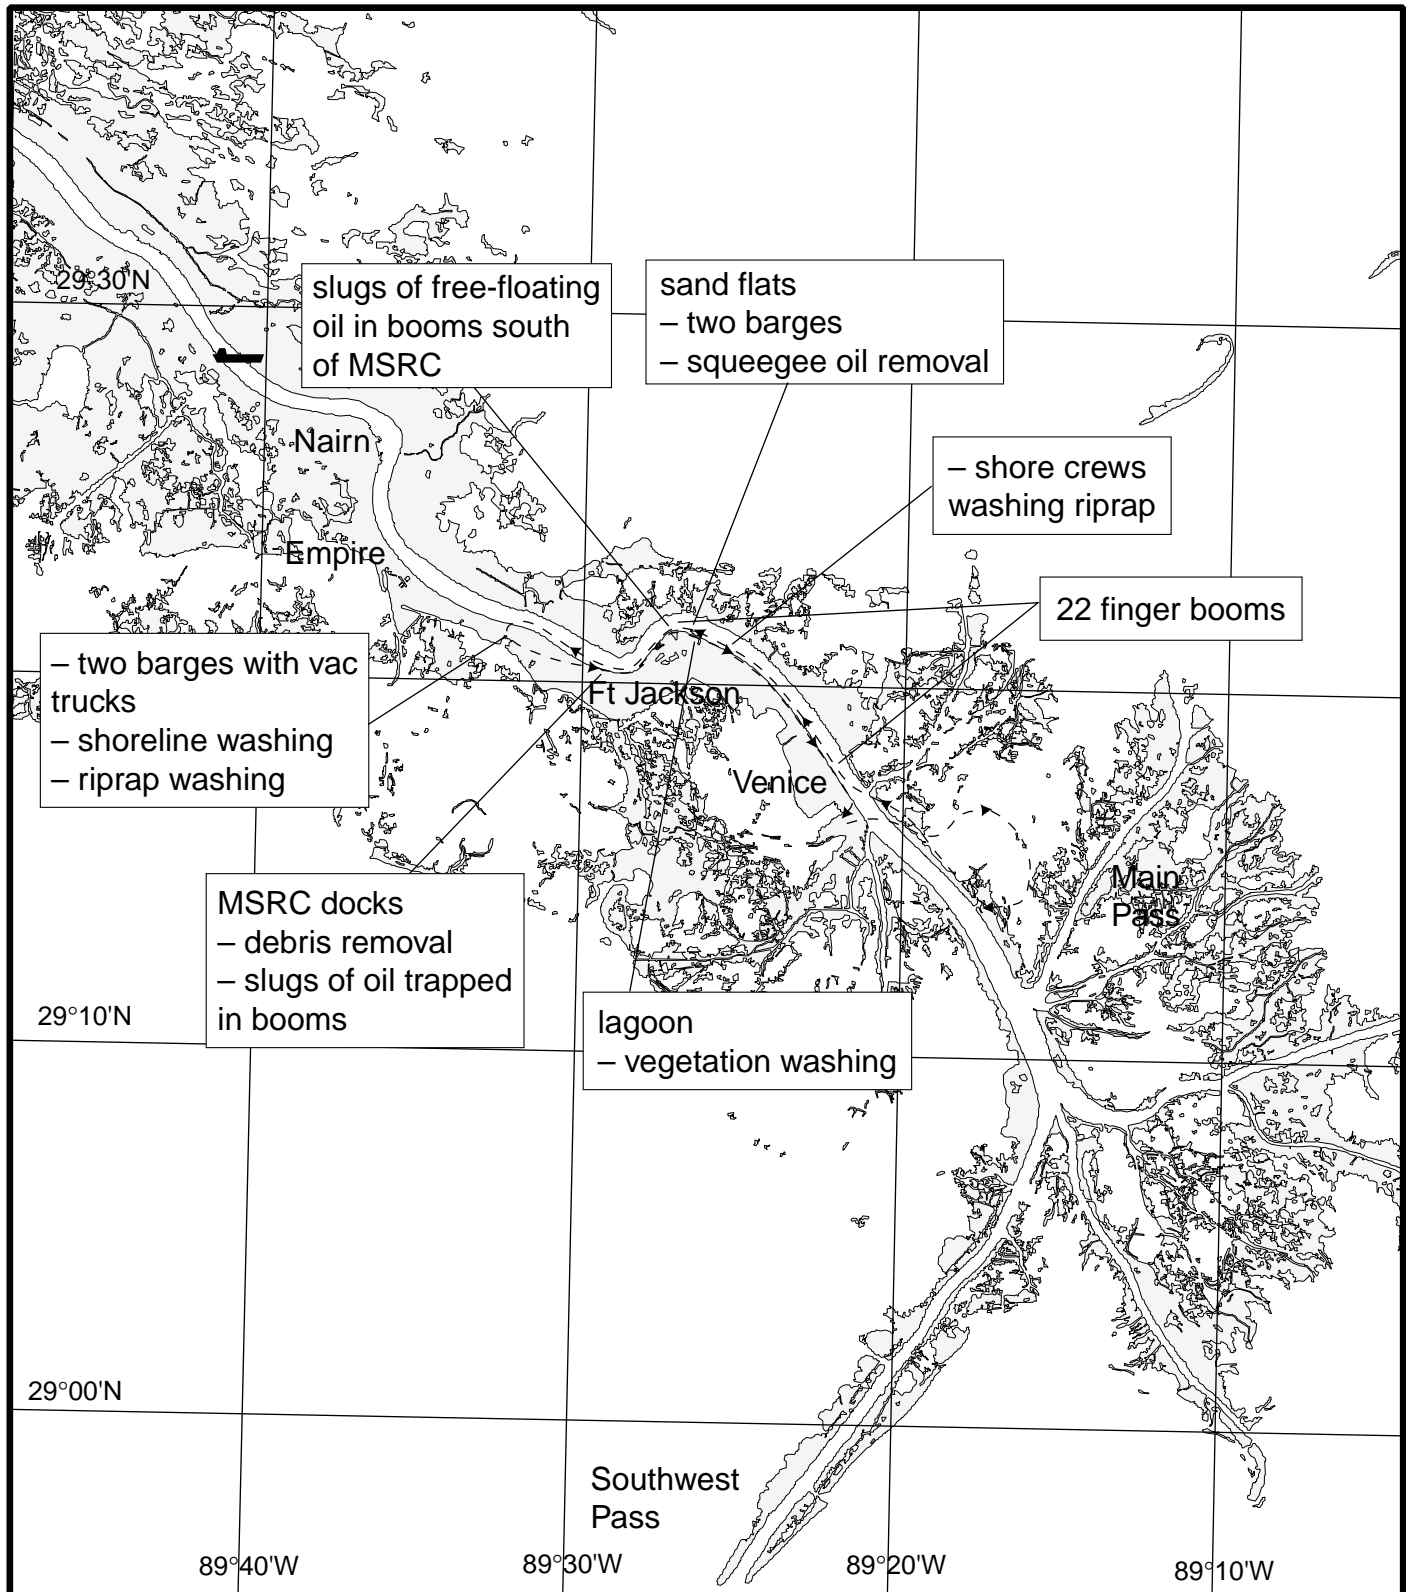 29°30'N
slugs of free-floating
oil in booms south
of MSRC
sand flats
– two barges
– squeegee oil removal
Nairn
– shore crews
washing riprap
Empire
22 finger booms
– two barges with vac
trucks
– shoreline washing
– riprap washing
Ft Jackson
Venice
MSRC docks
– debris removal
– slugs of oil trapped
in booms
Main
Pass
29°10'N
lagoon
– vegetation washing
29°00'N
Southwest
Pass
89°40'W
89°30'W
89°20'W
89°10'W